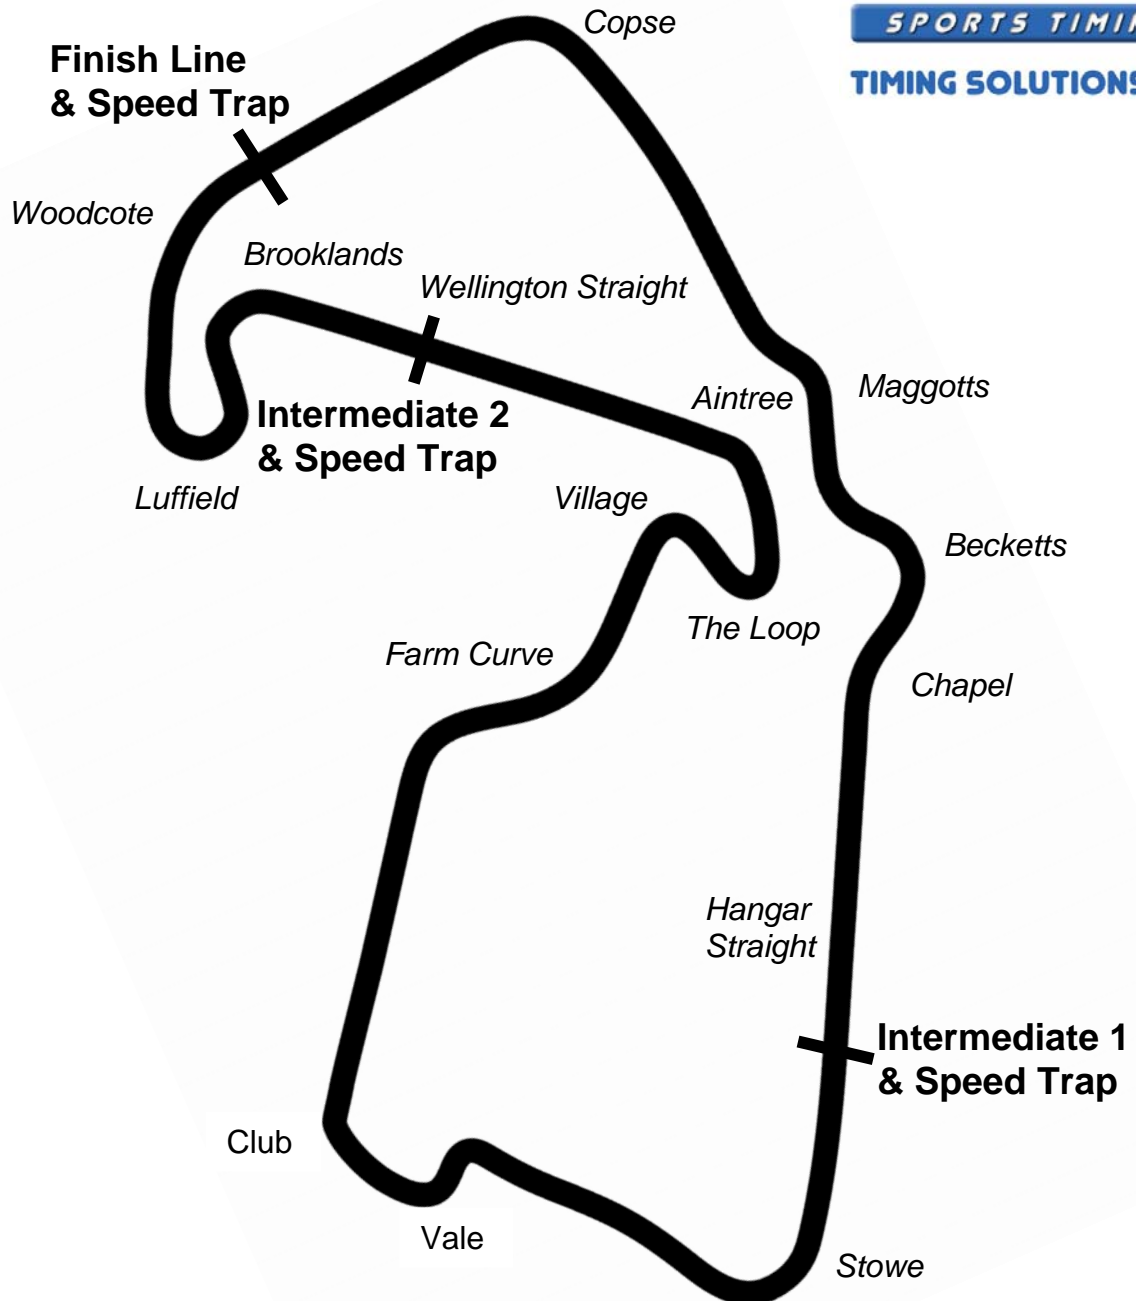 Copse
SPORTS TIMI
TIMING SOLUTIONS
Finish Line
& Speed Trap
Woodcote
Brooklands
Wellington Straight
Maggotts
Aintree
Intermediate 2
& Speed Trap
Luffield
Village
Becketts
The Loop
Farm Curve
Chapel
Hangar
Straight
Intermediate 1
& Speed Trap
Club
Vale
Stowe